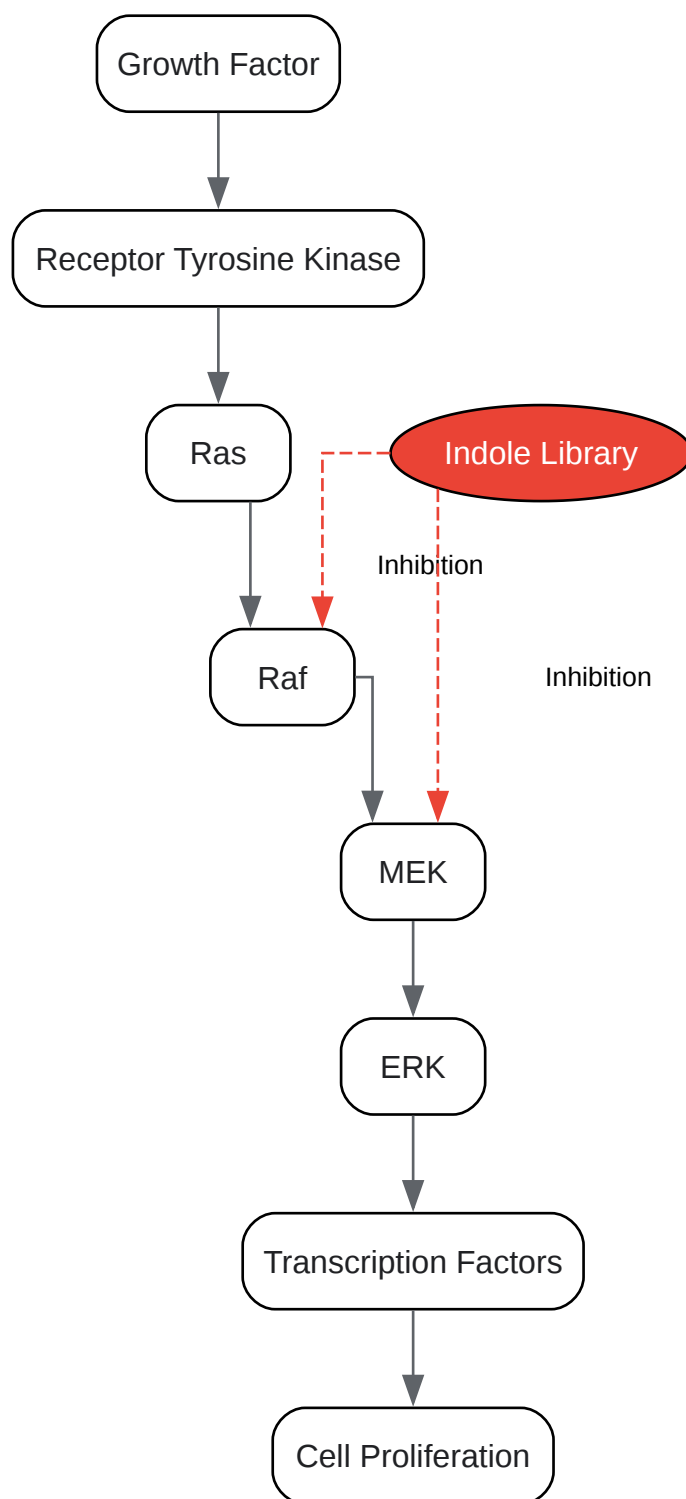 Growth Factor
Receptor Tyrosine Kinase
Ras
Indole Library
Inhibition
Raf
Inhibition
MEK
ERK
Transcription Factors
Cell Proliferation